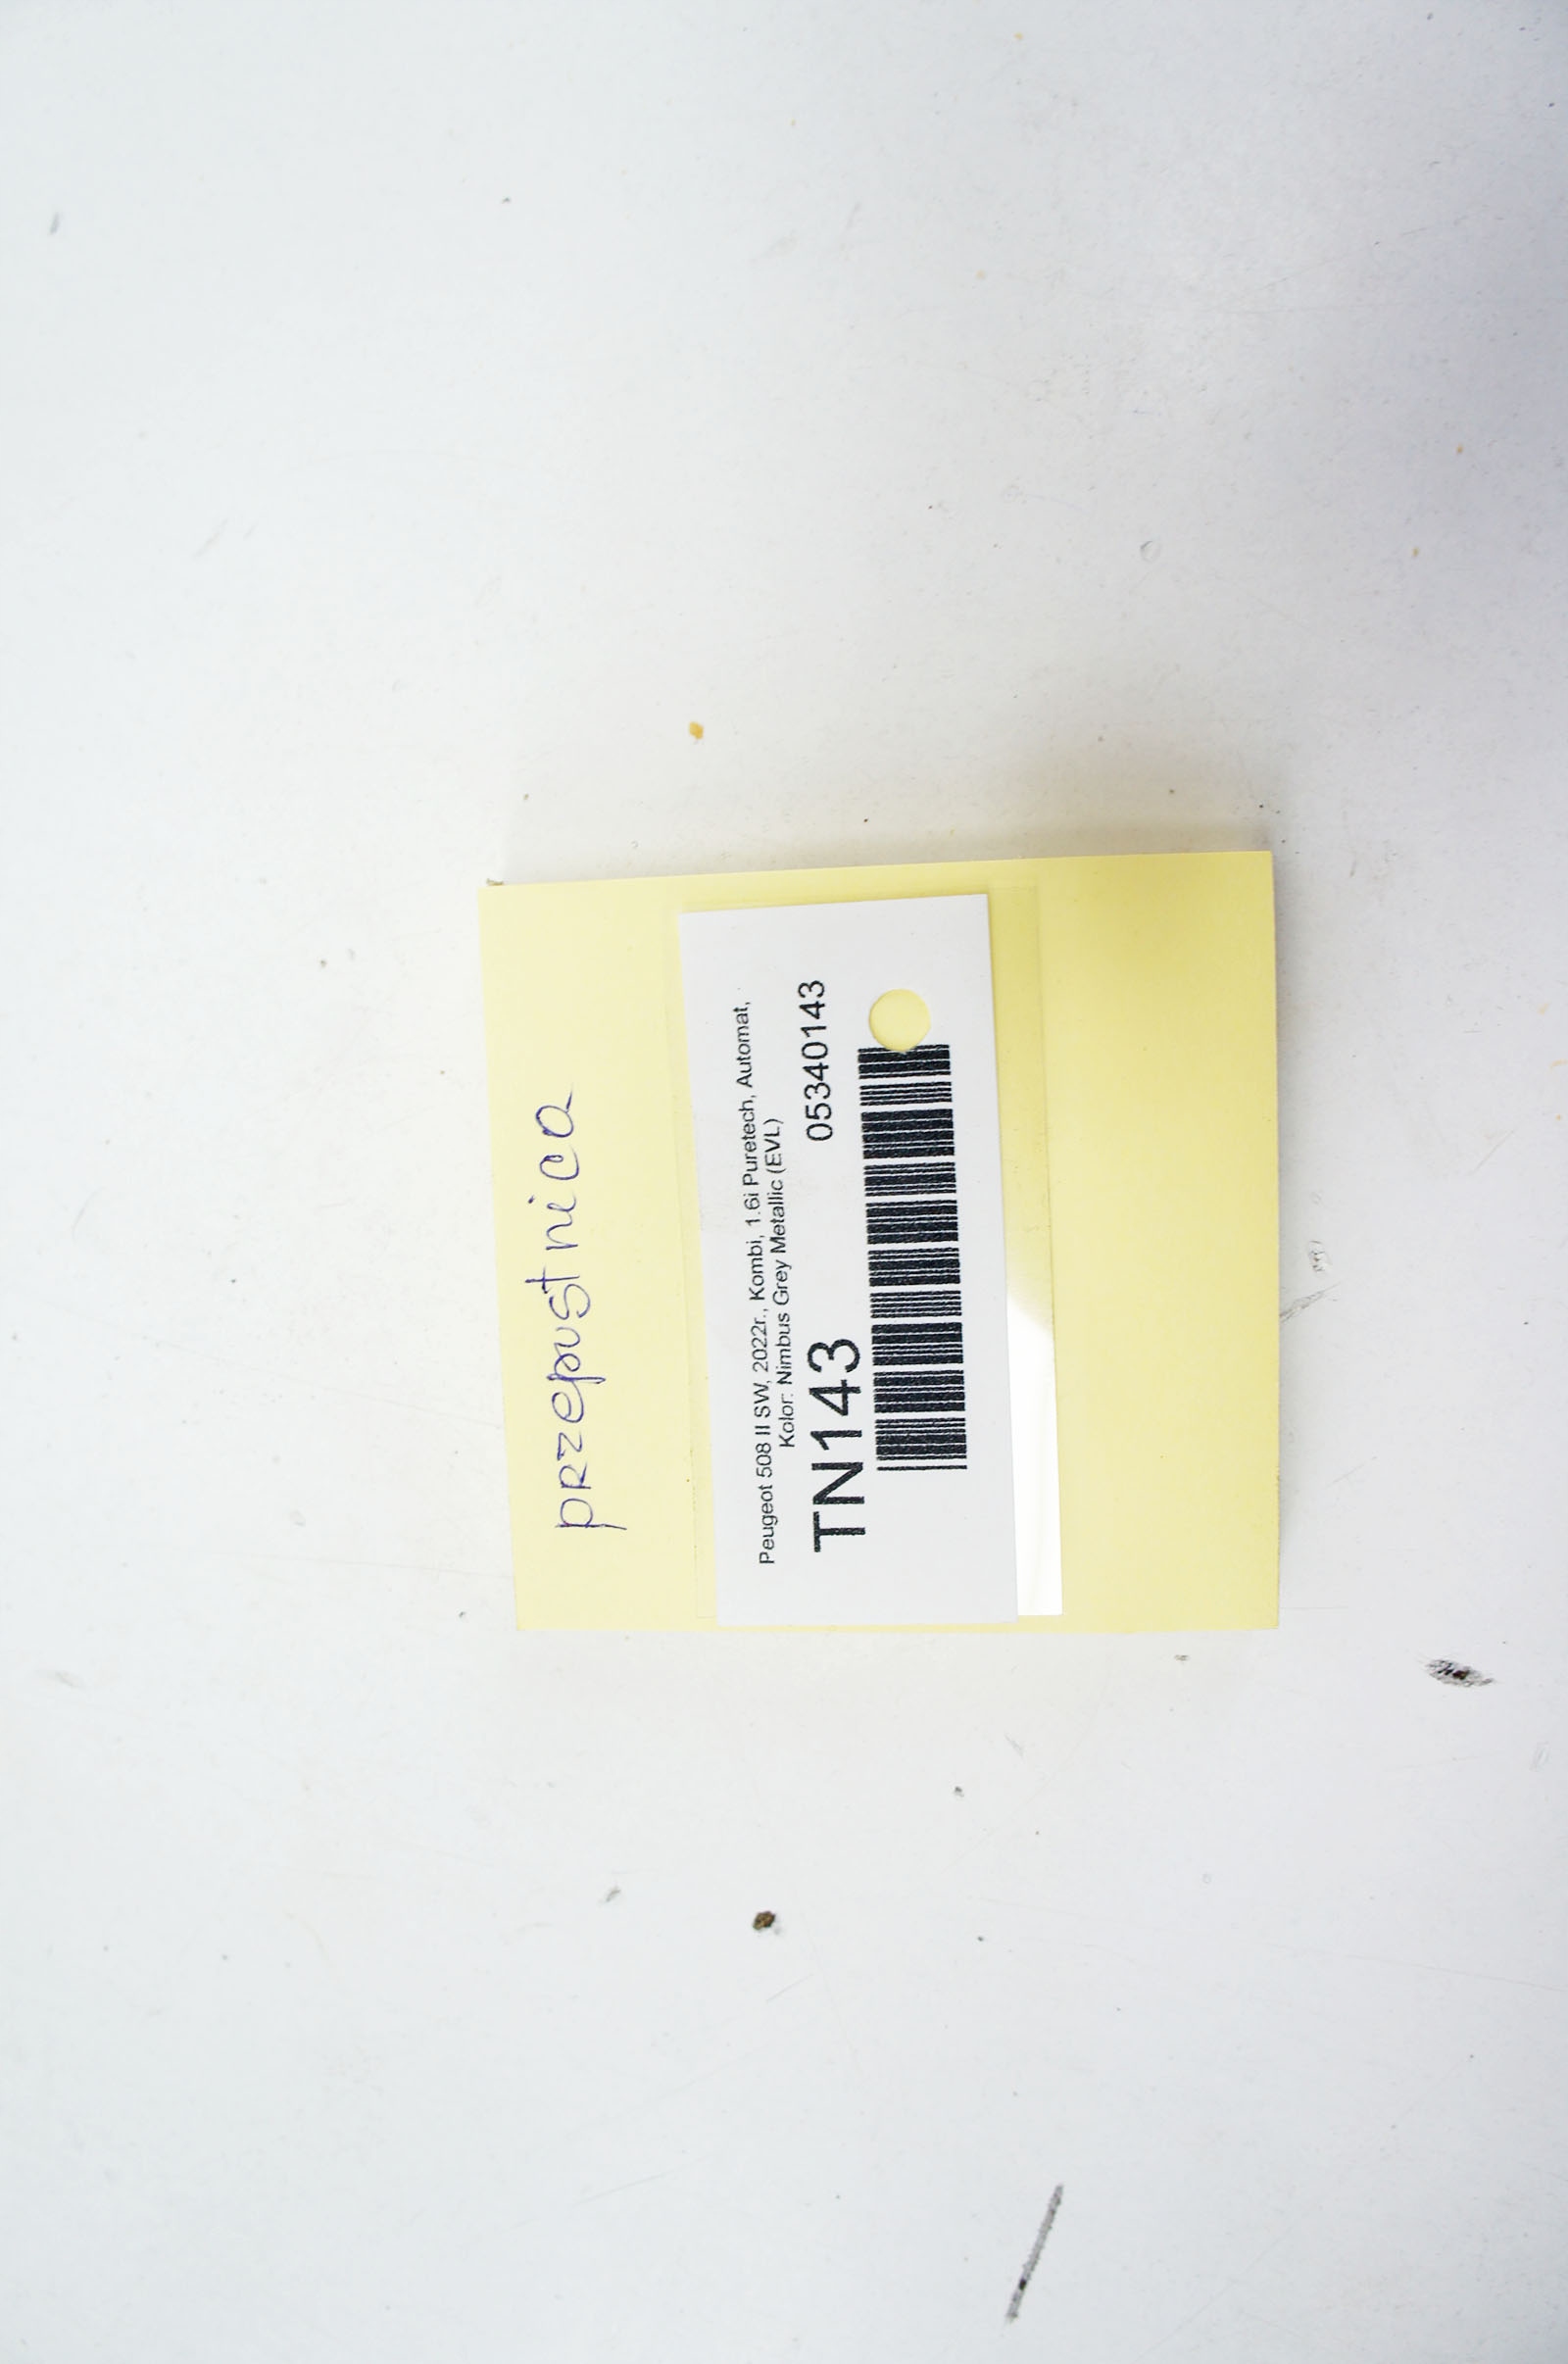 przepustnica
Peugeot 508 II SW, 2022r., Kombi, 1.6i Puretech, Automat,
Kolor: Nimbus Grey Metallic (EVL)
TN143 05340143